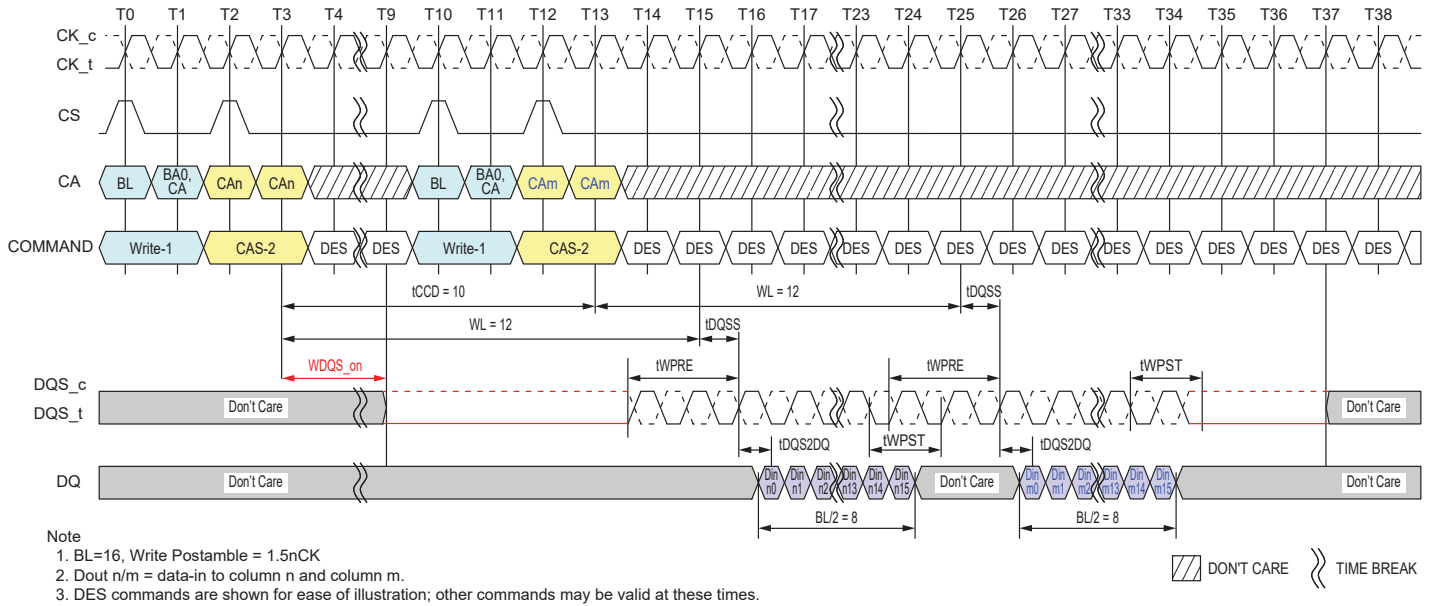 T0 T1 T2 T3 T4 T9 T10 T11 T12 T13 T14 T15 T16 T17 T23 T24 T25 T26 T27 T33 T34 T35 T36 T37 T38
CK_c
CK_t
CS
CA BL BA0, CA CAn CAn BL BA0, CA CAm CAm
COMMAND Write-1 CAS-2 DES DES Write-1 CAS-2 DES DES DES DES DES DES DES DES DES DES DES DES DES DES DES
tCCD = 10 WL = 12 tDQSS
WL = 12 tDQSS
WDQS_on tWPRE tWPRE tWPST
DQS_c
DQS_t Don't Care Don't Care
tDQS2DQ tWPST tDQS2DQ
DQ Don't Care Din n0 Din n1 Din n2 Din n13 Din n14 Din n15 Don't Care Din m0 Din m1 Din m2 Din m13 Din m14 Din m15 Don't Care
BL/2 = 8 BL/2 = 8
Note
1. BL=16, Write Postamble = 1.5nCK
2. Dout n/m = data-in to column n and column m.
3. DES commands are shown for ease of illustration; other commands may be valid at these times.
DON'T CARE TIME BREAK